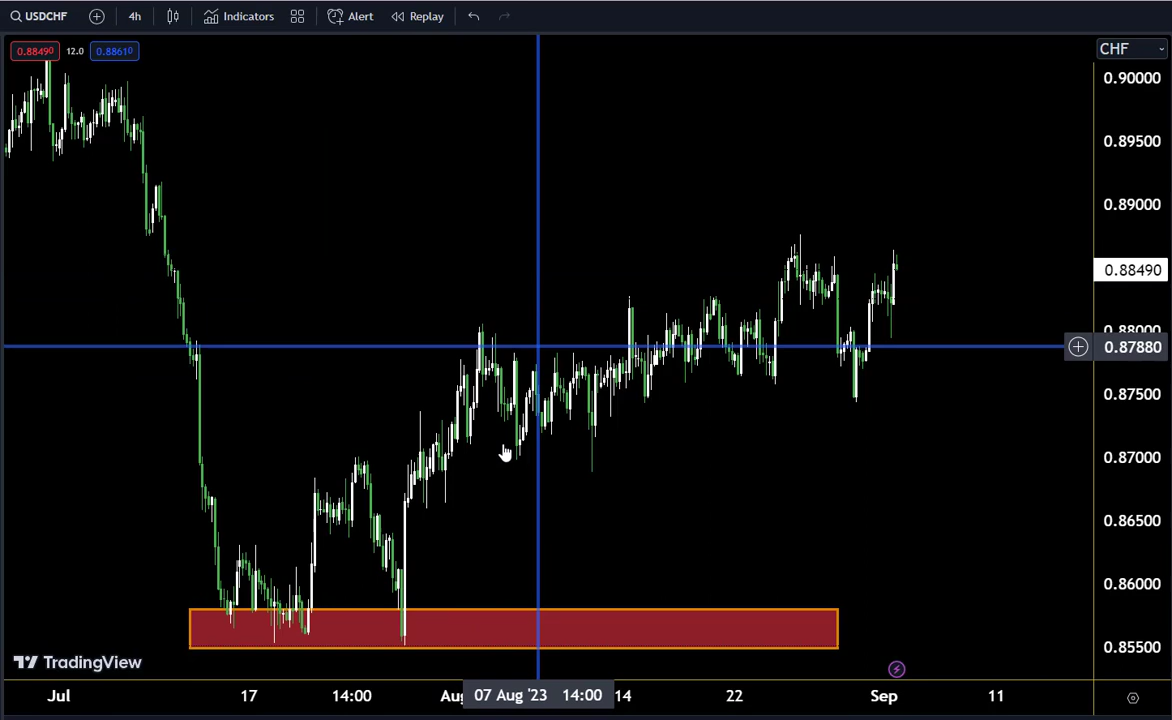 USDCHF 4h Indicators Alert Replay
0.88490 12.0 0.88610
CHF
0.90000
0.89500
0.89000
0.88490
0.88000
0.87880
0.87500
0.87000
0.86500
0.86000
0.85500
TradingView
Jul 17 14:00 Aug 07 Aug '23 14:00 14 22 Sep 11